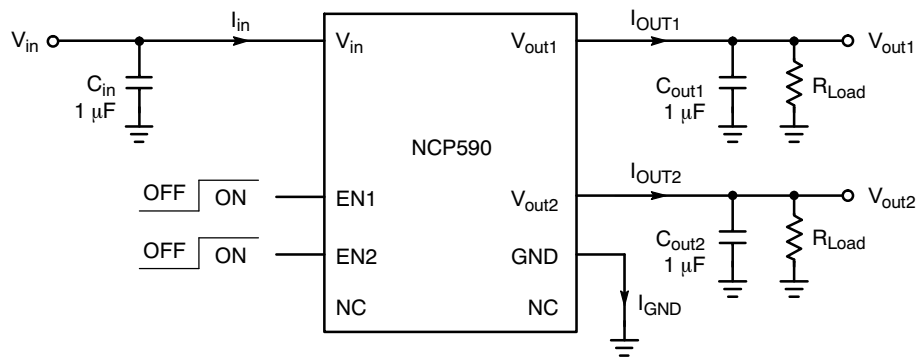 V_in
I_in
C_in
1 μF
OFF
ON
OFF
ON
V_in
V_out1
NCP590
EN1
V_out2
EN2
GND
NC
NC
I_OUT1
C_out1
1 μF
R_Load
V_out1
I_OUT2
C_out2
1 μF
R_Load
V_out2
I_GND